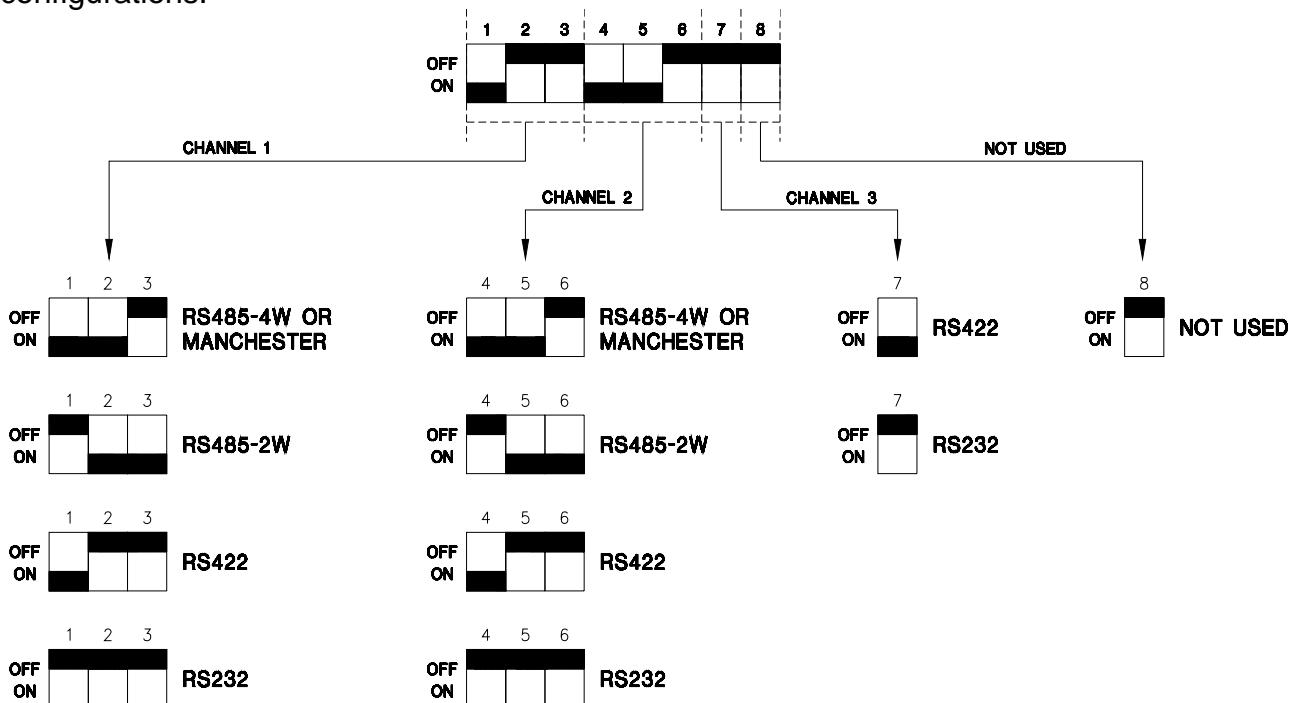 configurations.
1 2 3 4 5 6 7 8
OFF
ON
CHANNEL 1
NOT USED
CHANNEL 2
CHANNEL 3
1 2 3
OFF
ON
RS485-4W OR
MANCHESTER
4 5 6
OFF
ON
RS485-4W OR
MANCHESTER
7
OFF
ON
RS422
8
OFF
ON
NOT USED
1 2 3
OFF
ON
RS485-2W
4 5 6
OFF
ON
RS485-2W
7
OFF
ON
RS232
1 2 3
OFF
ON
RS422
4 5 6
OFF
ON
RS422
1 2 3
OFF
ON
RS232
4 5 6
OFF
ON
RS232